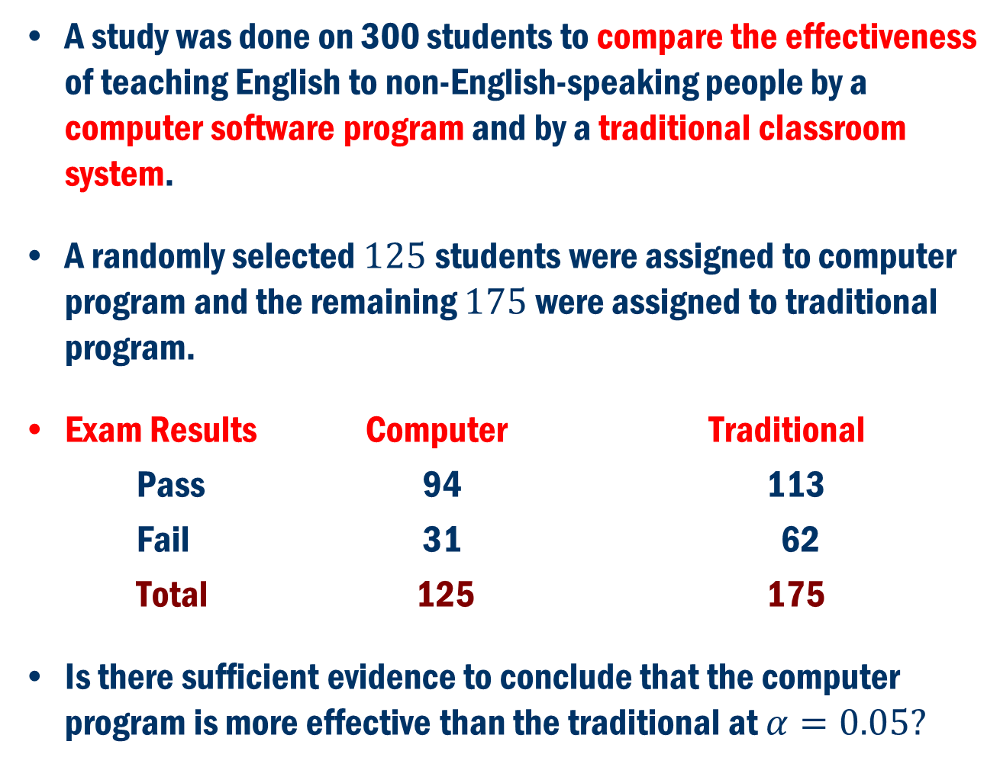 • A study was done on 300 students to compare the effectiveness
of teaching English to non-English-speaking people by a
computer software program and by a traditional classroom
system.
• A randomly selected 125 students were assigned to computer
program and the remaining 175 were assigned to traditional
program.
• Exam Results Computer Traditional
Pass 94 113
Fail 31 62
Total 125 175
• Is there sufficient evidence to conclude that the computer
program is more effective than the traditional at α = 0.05?